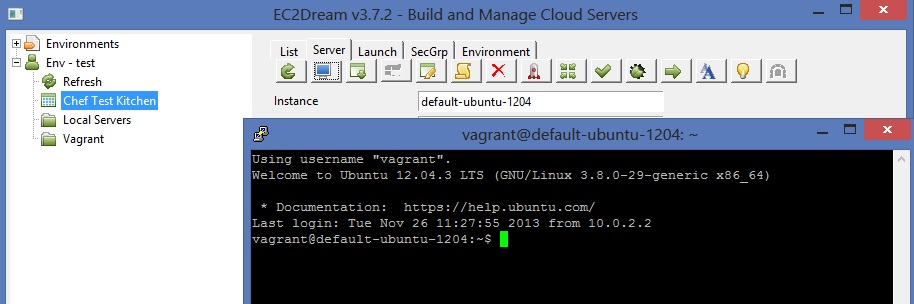 EC2Dream v3.7.2 - Build and Manage Cloud Servers
Environments
Env - test
Refresh
Chef Test Kitchen
Local Servers
Vagrant
List Server Launch SecGrp Environment
Instance default-ubuntu-1204
vagrant@default-ubuntu-1204: ~
Using username "vagrant".
Welcome to Ubuntu 12.04.3 LTS (GNU/Linux 3.8.0-29-generic x86_64)
* Documentation:  https://help.ubuntu.com/
Last login: Tue Nov 26 11:27:55 2013 from 10.0.2.2
vagrant@default-ubuntu-1204:~$